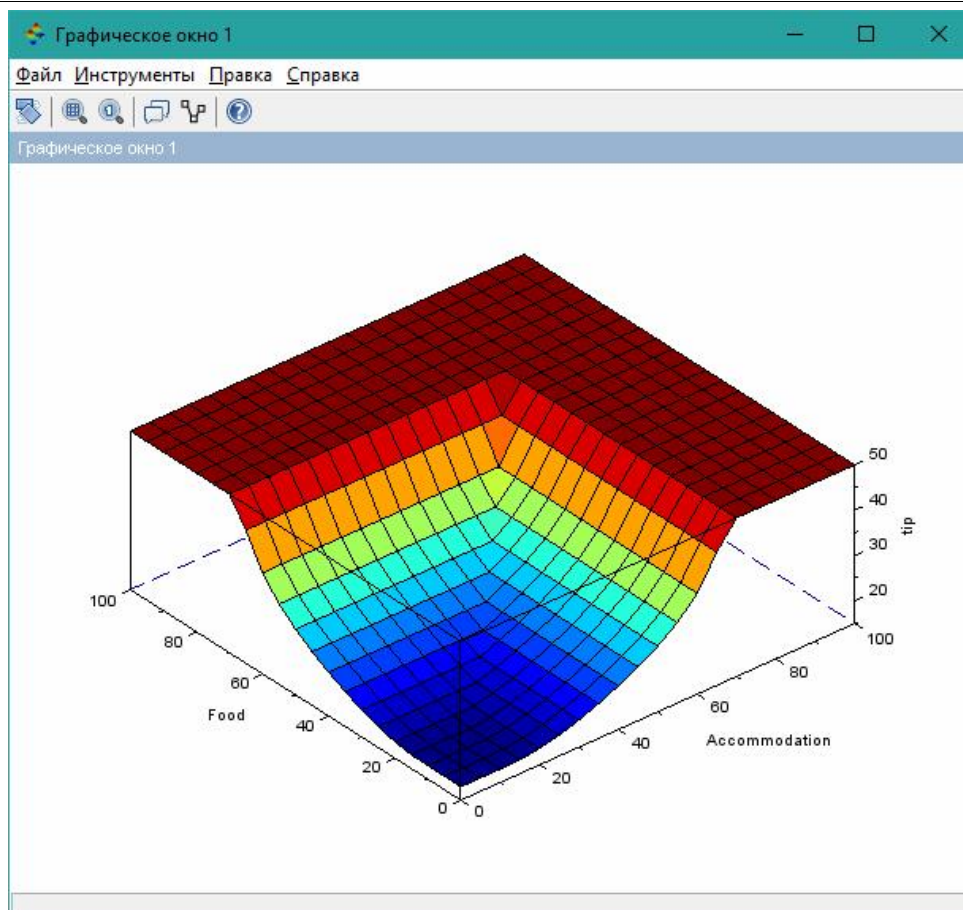 Графическое окно 1
Файл Инструменты Правка Справка
Графическое окно 1
50
40
30
20
tip
100
80
60
40
20
0
Food
0
20
40
60
80
100
Accommodation